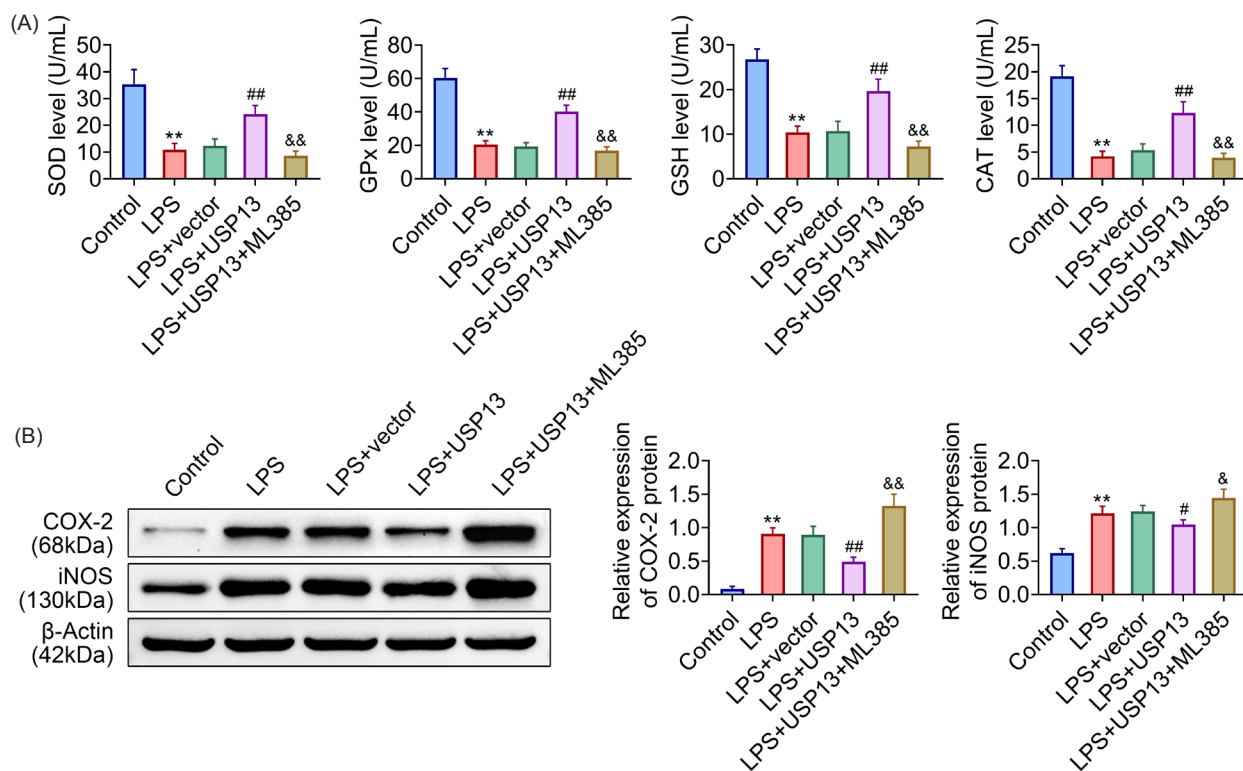 (A)
SOD level (U/mL)
50
40
30
20
10
0
**
##
&&
Control
LPS
LPS+vector
LPS+USP13
LPS+USP13+ML385
GPx level (U/mL)
80
60
40
20
0
**
##
&&
Control
LPS
LPS+vector
LPS+USP13
LPS+USP13+ML385
GSH level (U/mL)
30
20
10
0
**
##
&&
Control
LPS
LPS+vector
LPS+USP13
LPS+USP13+ML385
CAT level (U/mL)
25
20
15
10
5
0
**
##
&&
Control
LPS
LPS+vector
LPS+USP13
LPS+USP13+ML385
(B)
Control
LPS
LPS+vector
LPS+USP13
LPS+USP13+ML385
COX-2
(68kDa)
iNOS
(130kDa)
β-Actin
(42kDa)
Relative expression
of COX-2 protein
2.0
1.5
1.0
0.5
0.0
**
##
&&
Control
LPS
LPS+vector
LPS+USP13
LPS+USP13+ML385
Relative expression
of iNOS protein
2.0
1.5
1.0
0.5
0.0
**
#
&
Control
LPS
LPS+vector
LPS+USP13
LPS+USP13+ML385